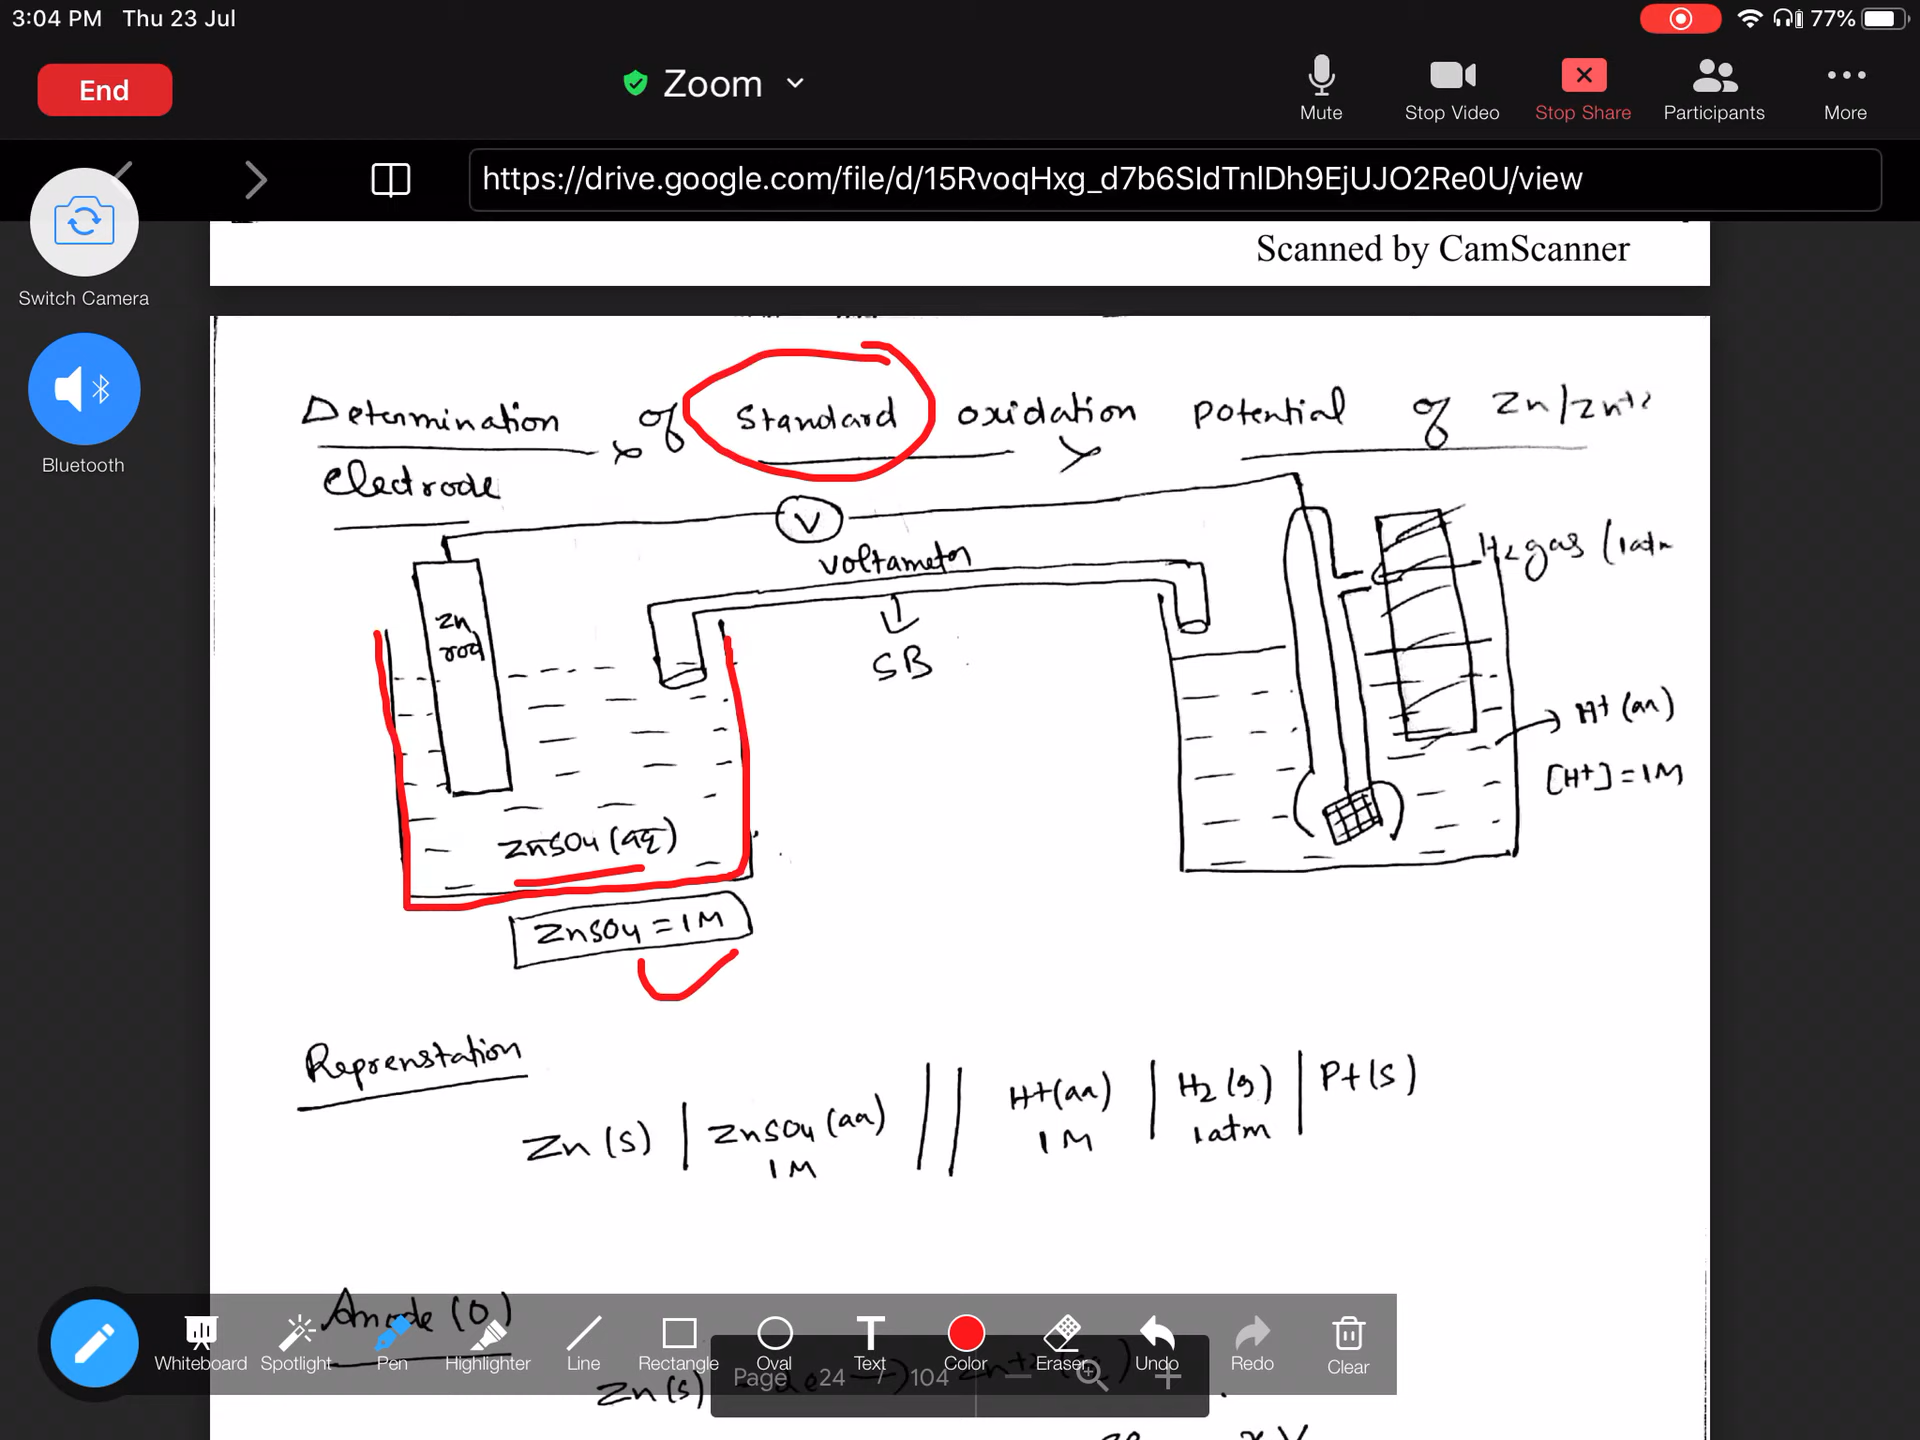 3:04 PM Thu 23 Jul
77%
End
Zoom
Mute
Stop Video
Stop Share
Participants
More
https://drive.google.com/file/d/15RvoqHxg_d7b6SIdTnlDh9EjUJO2Re0U/view
Switch Camera
Bluetooth
Scanned by CamScanner
Determination of Standard oxidation Potential of Zn/Zn+2
electrode
V
voltameter
H2 gas (1atm
Zn
rod
SB
H+ (aq)
[H+] = 1M
ZnSO4 (aq)
ZnSO4 = 1M
Reprenstation
Zn (s) | ZnSO4 (aq) || H+ (aq) | H2 (g) | Pt (s)
1M 1M 1atm
Anode (O)
Whiteboard
Spotlight
Pen
Highlighter
Line
Rectangle
Oval
Text
Color
Eraser
Undo
Redo
Clear
Page 24 / 104
Zn (s)